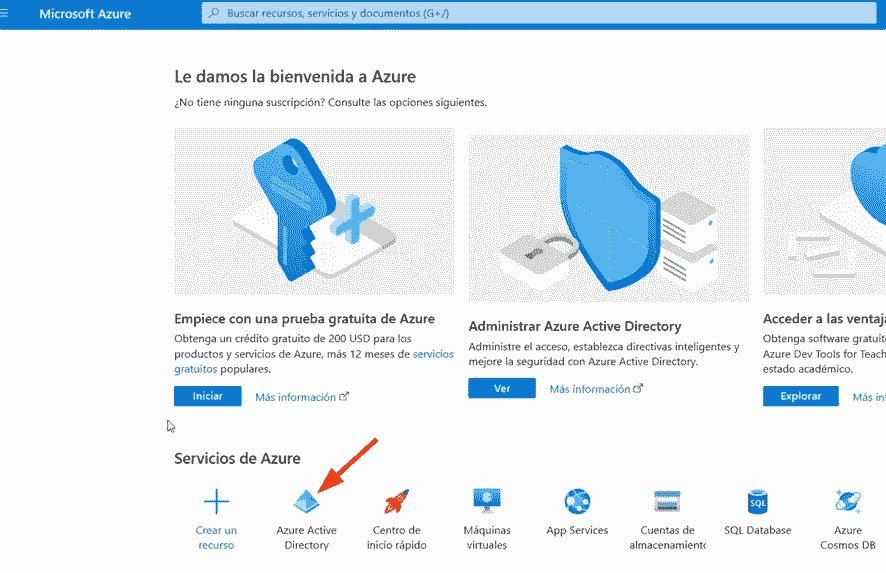 Microsoft Azure
Buscar recursos, servicios y documentos (G+/)
Le damos la bienvenida a Azure
¿No tiene ninguna suscripción? Consulte las opciones siguientes.
Empiece con una prueba gratuita de Azure
Obtenga un crédito gratuito de 200 USD para los
productos y servicios de Azure, más 12 meses de servicios
gratuitos populares.
Iniciar
Más información
Administrar Azure Active Directory
Administre el acceso, establezca directivas inteligentes y
mejore la seguridad con Azure Active Directory.
Ver
Más información
Acceder a las ventaja
Obtenga software gratuito
Azure Dev Tools for Teach
estado académico.
Explorar
Más in
Servicios de Azure
Crear un
recurso
Azure Active
Directory
Centro de
inicio rápido
Máquinas
virtuales
App Services
Cuentas de
almacenamiento
SQL
SQL Database
Azure
Cosmos DB